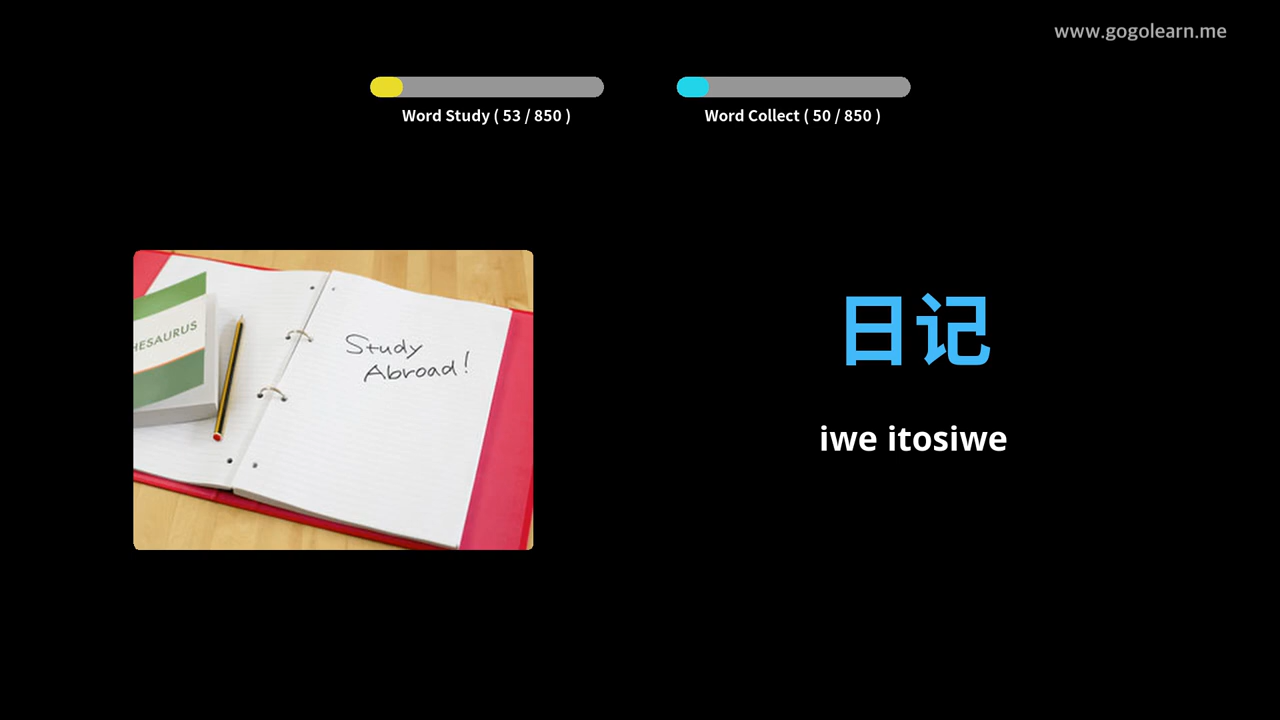 www.gogolearn.me
Word Study ( 53 / 850 )
Word Collect ( 50 / 850 )
HESAURUS
Study
Abroad!
日记
iwe itosiwe